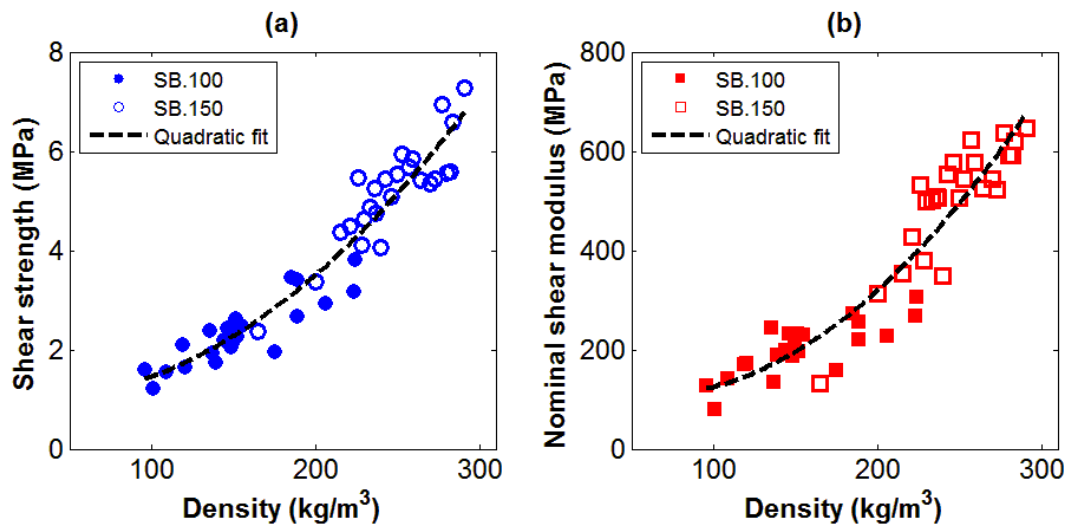 (a)
8
6
4
2
0
100
200
300
Shear strength (MPa)
Density (kg/m³)
SB.100
SB.150
Quadratic fit
(b)
800
600
400
200
0
100
200
300
Nominal shear modulus (MPa)
Density (kg/m³)
SB.100
SB.150
Quadratic fit